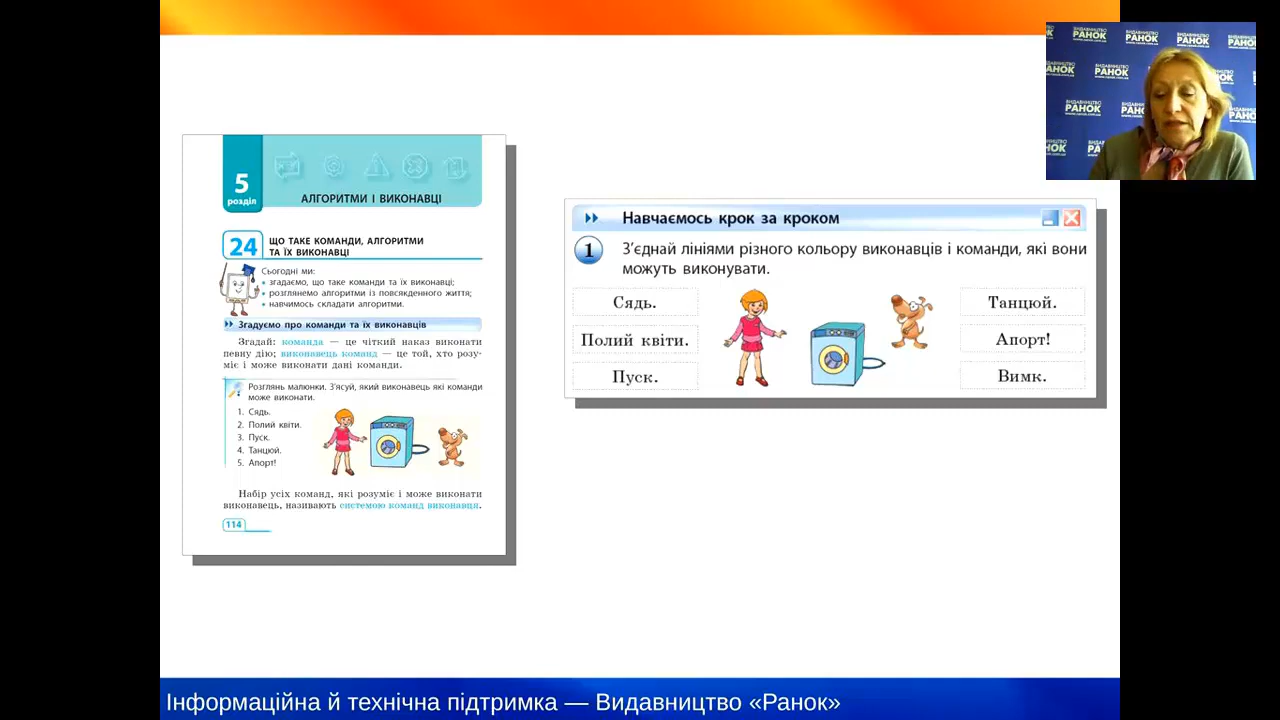 5
розділ
АЛГОРИТМИ І ВИКОНАВЦІ
24
ЩО ТАКЕ КОМАНДИ, АЛГОРИТМИ
ТА ЇХ ВИКОНАВЦІ
Сьогодні ми:
• згадаємо, що таке команди та їх виконавці;
• розглянемо алгоритми із повсякденного життя;
• навчимось складати алгоритми.
Згадуємо про команди та їх виконавців
Згадай: команда — це чіткий наказ виконати
певну дію; виконавець команд — це той, хто розу-
міє і може виконати дані команди.
Розглянь малюнки. З'ясуй, який виконавець які команди
може виконати.
1. Сядь.
2. Полий квіти.
3. Пуск.
4. Танцюй.
5. Апорт!
Набір усіх команд, які розуміє і може виконати
виконавець, називають системою команд виконавця.
114
Навчаємось крок за кроком
1 З'єднай лініями різного кольору виконавців і команди, які вони
можуть виконувати.
Сядь.
Полий квіти.
Пуск.
Танцюй.
Апорт!
Вимк.
ВИДАВНИЦТВО
РАНОК
www.ranok.com.ua
Інформаційна й технічна підтримка — Видавництво «Ранок»